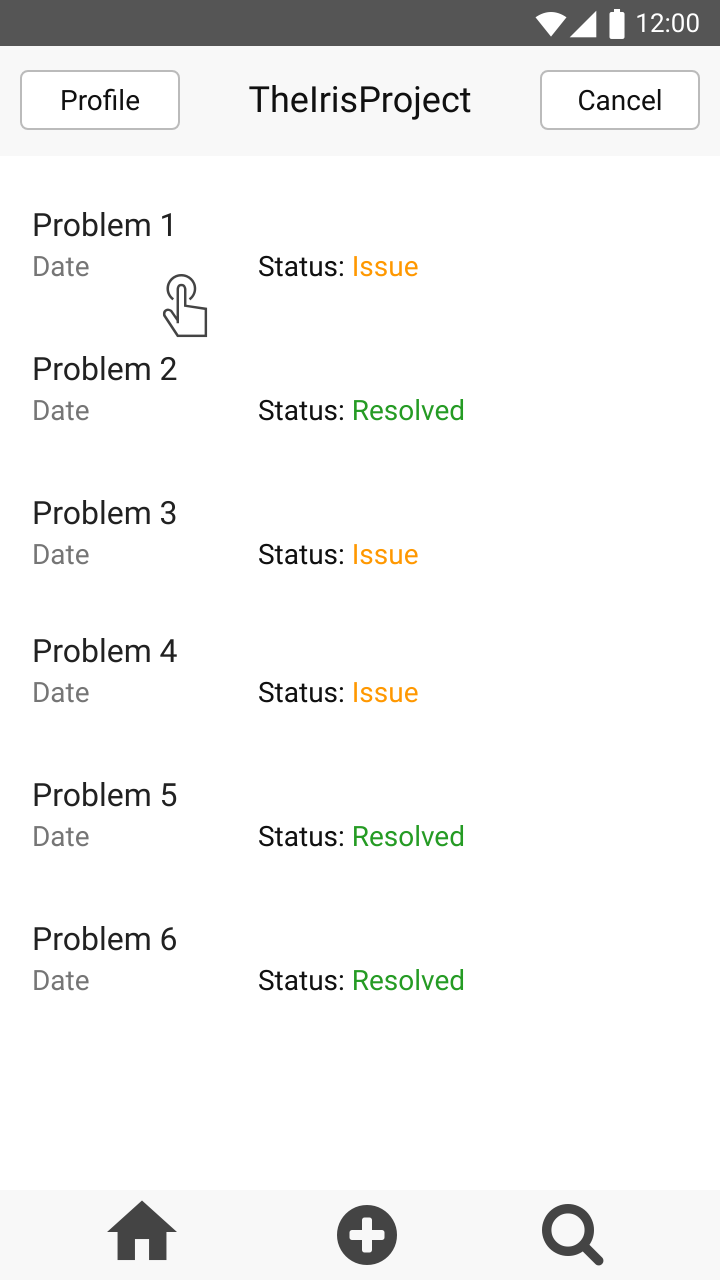 12:00
Profile TheIrisProject Cancel
Problem 1
Date Status: Issue
Problem 2
Date Status: Resolved
Problem 3
Date Status: Issue
Problem 4
Date Status: Issue
Problem 5
Date Status: Resolved
Problem 6
Date Status: Resolved